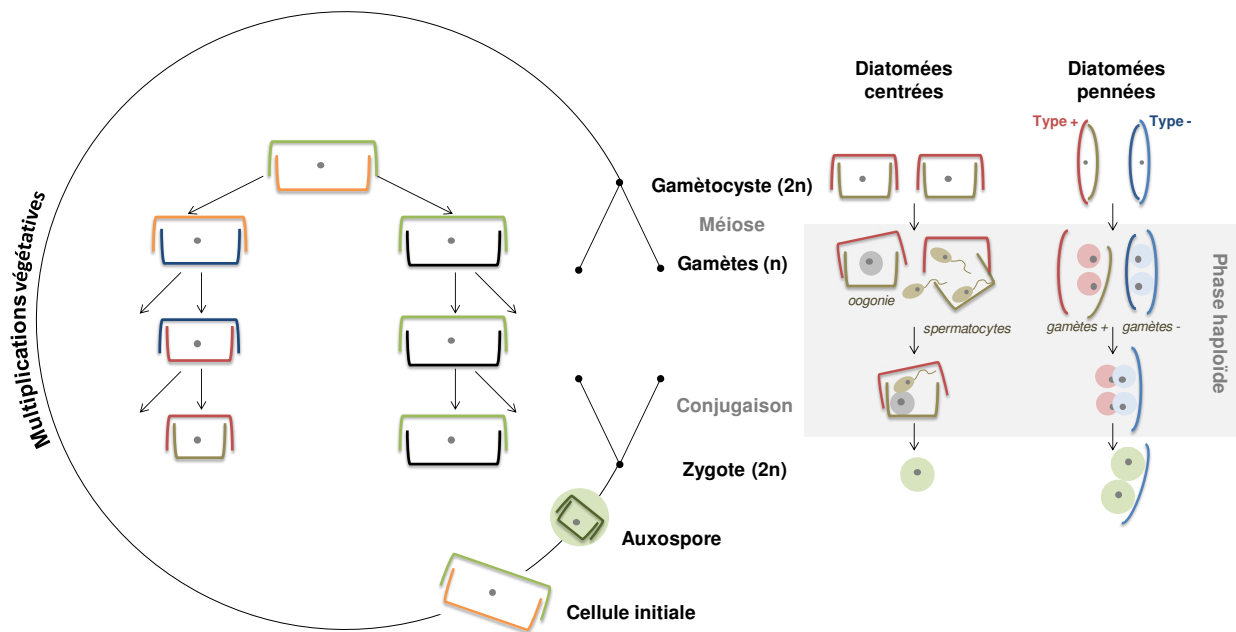 Multiplications végétatives
Gamètocyste (2n)
Méiose
Gamètes (n)
Conjugaison
Zygote (2n)
Auxospore
Cellule initiale
Diatomées
centrées
oogonie
spermatocytes
Diatomées
pennées
Type +
Type -
gamètes +
gamètes -
Phase haploïde